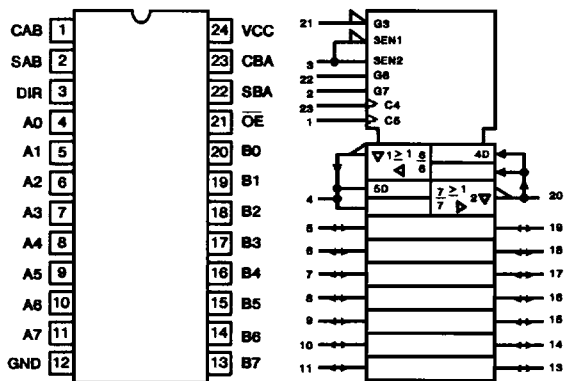 CAB 1 24 VCC
SAB 2 23 CBA
DIR 3 22 SBA
A0 4 21 OE
A1 5 20 B0
A2 6 19 B1
A3 7 18 B2
A4 8 17 B3
A5 9 16 B4
A6 10 15 B5
A7 11 14 B6
GND 12 13 B7
21 G3
3EN1
3 3EN2
22 G6
2 G7
23 C4
1 C5
▽1 ≥1 6 4D
◁ 6
5D 7 ≥1 2▽
7 ▷
4 20
5 19
6 18
7 17
8 16
9 15
10 14
11 13